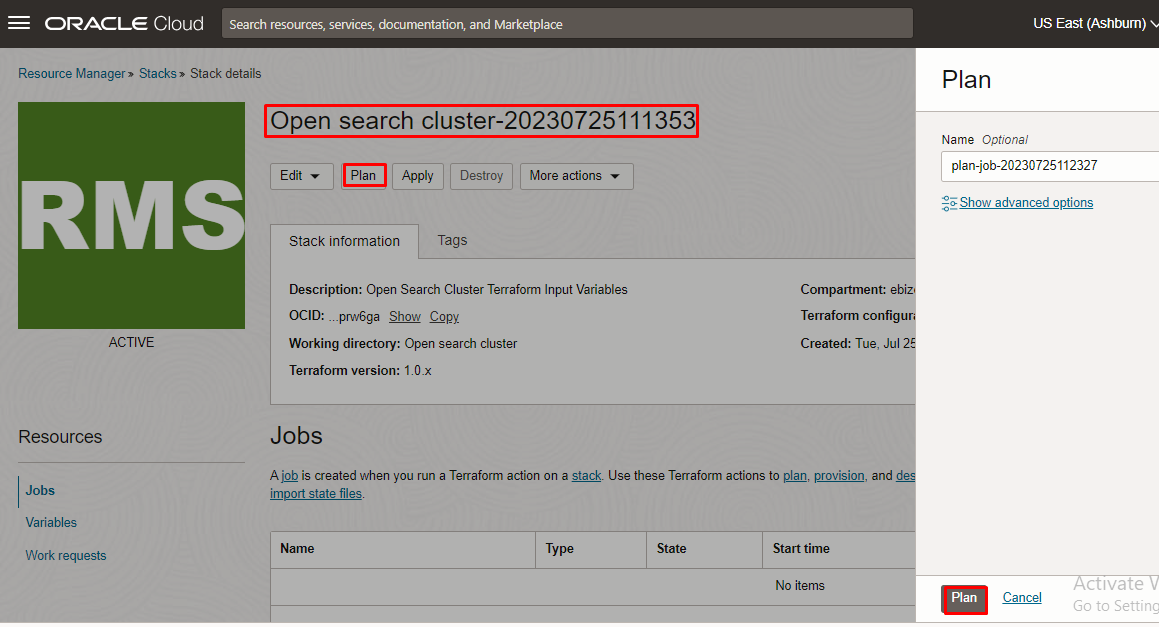 ORACLE Cloud
Search resources, services, documentation, and Marketplace
US East (Ashburn)
Resource Manager » Stacks » Stack details
RMS
ACTIVE
Open search cluster-20230725111353
Edit Plan Apply Destroy More actions
Stack information Tags
Description: Open Search Cluster Terraform Input Variables
OCID: ...prw6ga Show Copy
Working directory: Open search cluster
Terraform version: 1.0.x
Compartment: ebiz
Terraform configura
Created: Tue, Jul 25
Resources
Jobs
Variables
Work requests
Jobs
A job is created when you run a Terraform action on a stack. Use these Terraform actions to plan, provision, and des
import state files.
Name Type State Start time
No items
Plan
Name Optional
plan-job-20230725112327
Show advanced options
Plan Cancel
Activate W
Go to Setting